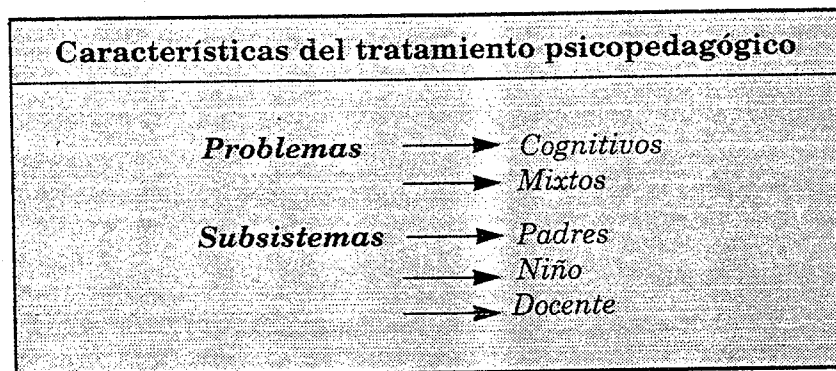 Características del tratamiento psicopedagógico
Problemas → Cognitivos
→ Mixtos
Subsistemas → Padres
→ Niño
→ Docente